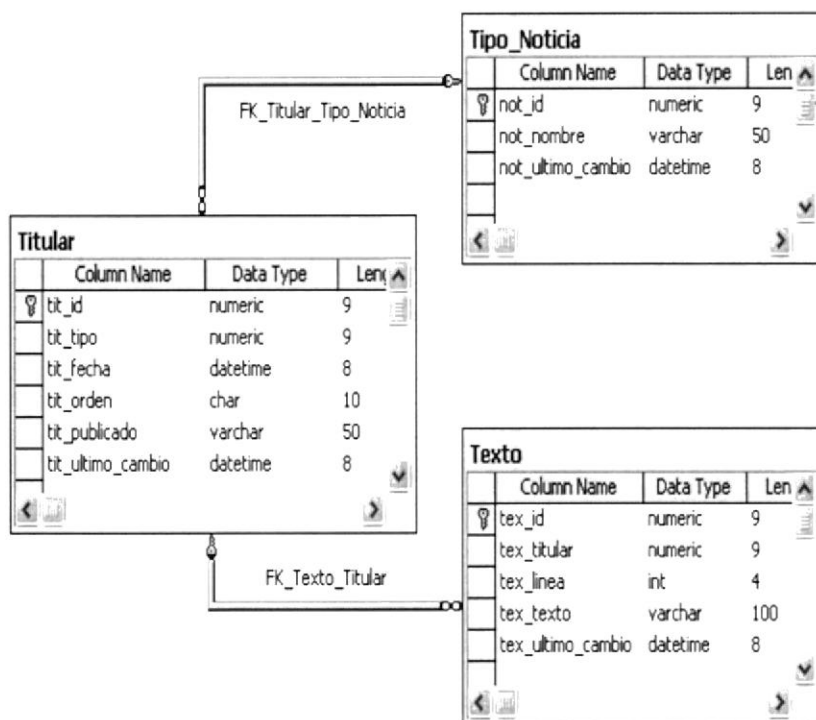 Tipo_Noticia
Column Name Data Type Len
not_id numeric 9
not_nombre varchar 50
not_ultimo_cambio datetime 8
FK_Titular_Tipo_Noticia
Titular
Column Name Data Type Leng
tit_id numeric 9
tit_tipo numeric 9
tit_fecha datetime 8
tit_orden char 10
tit_publicado varchar 50
tit_ultimo_cambio datetime 8
FK_Texto_Titular
Texto
Column Name Data Type Len
tex_id numeric 9
tex_titular numeric 9
tex_linea int 4
tex_texto varchar 100
tex_ultimo_cambio datetime 8